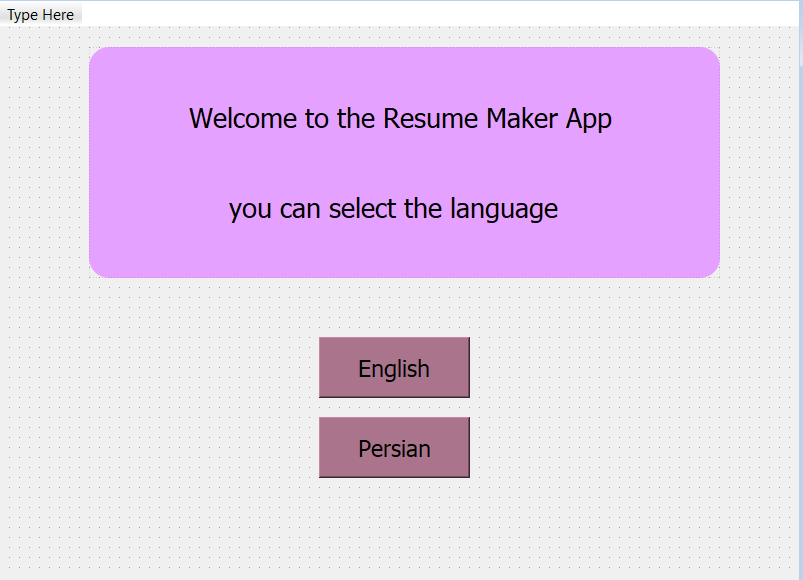 Type Here
Welcome to the Resume Maker App
you can select the language
English
Persian